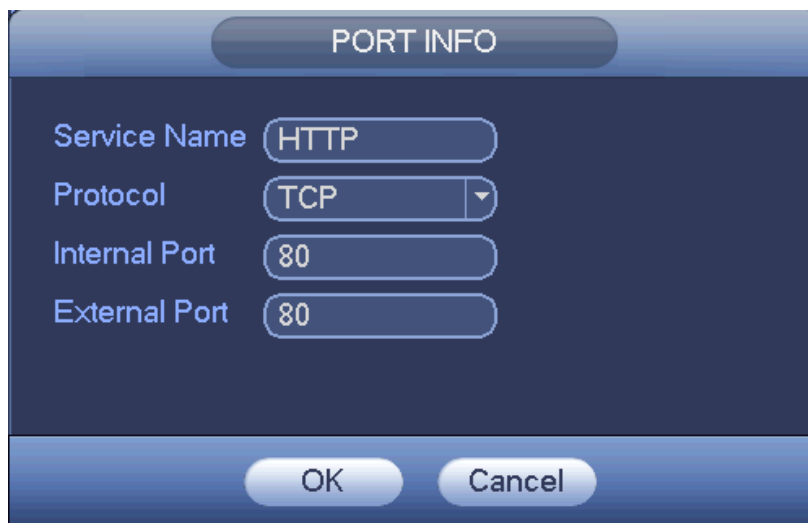 PORT INFO
Service Name HTTP
Protocol TCP
Internal Port 80
External Port 80
OK Cancel